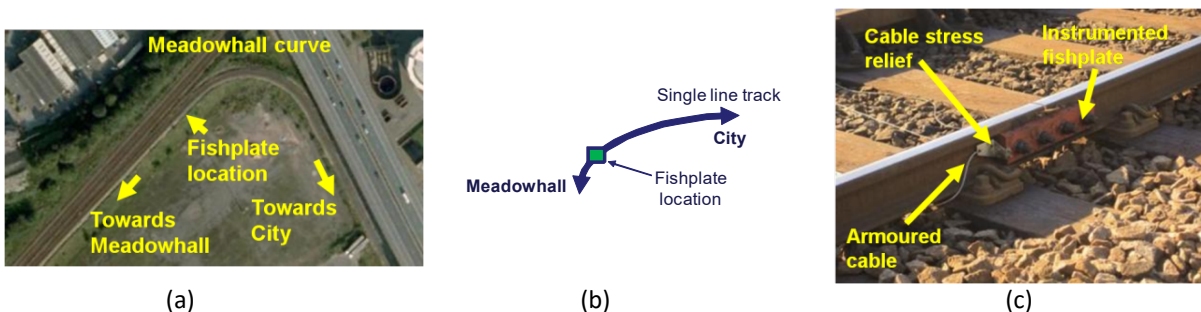 Meadowhall curve
Fishplate
location
Towards
Meadowhall
Towards
City
(a)
Single line track
City
Meadowhall
Fishplate
location
(b)
Cable stress
relief
Instrumented
fishplate
Armoured
cable
(c)